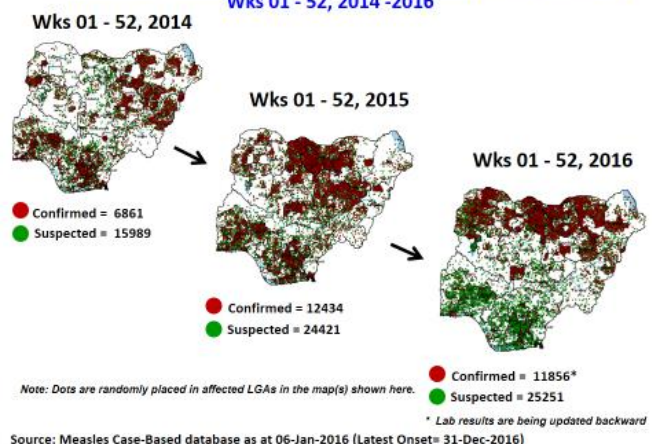 Wks 01 - 52, 2014 -2016
Wks 01 - 52, 2014
Confirmed = 6861
Suspected = 15989
Wks 01 - 52, 2015
Confirmed = 12434
Suspected = 24421
Wks 01 - 52, 2016
Confirmed = 11856*
Suspected = 25251
* Lab results are being updated backward
Note: Dots are randomly placed in affected LGAs in the map(s) shown here.
Source: Measles Case-Based database as at 06-Jan-2016 (Latest Onset= 31-Dec-2016)